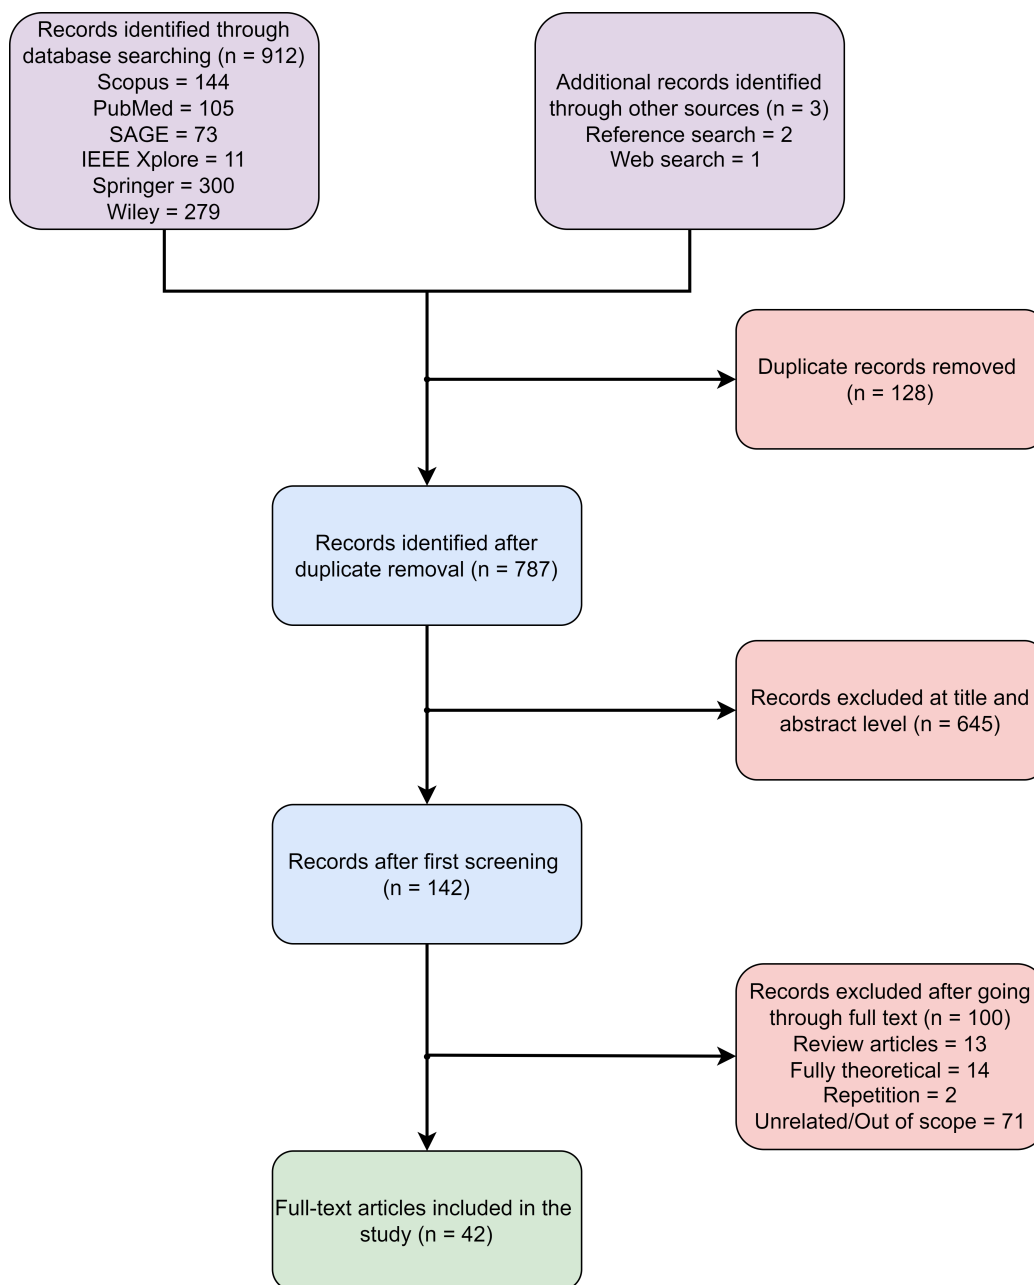 Records identified through
database searching (n = 912)
Scopus = 144
PubMed = 105
SAGE = 73
IEEE Xplore = 11
Springer = 300
Wiley = 279
Additional records identified
through other sources (n = 3)
Reference search = 2
Web search = 1
Duplicate records removed
(n = 128)
Records identified after
duplicate removal (n = 787)
Records excluded at title and
abstract level (n = 645)
Records after first screening
(n = 142)
Records excluded after going
through full text (n = 100)
Review articles = 13
Fully theoretical = 14
Repetition = 2
Unrelated/Out of scope = 71
Full-text articles included in the
study (n = 42)